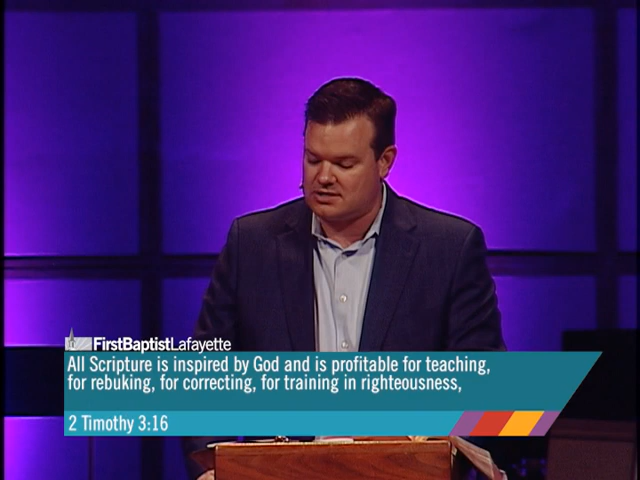 FirstBaptistLafayette
All Scripture is inspired by God and is profitable for teaching,
for rebuking, for correcting, for training in righteousness,
2 Timothy 3:16